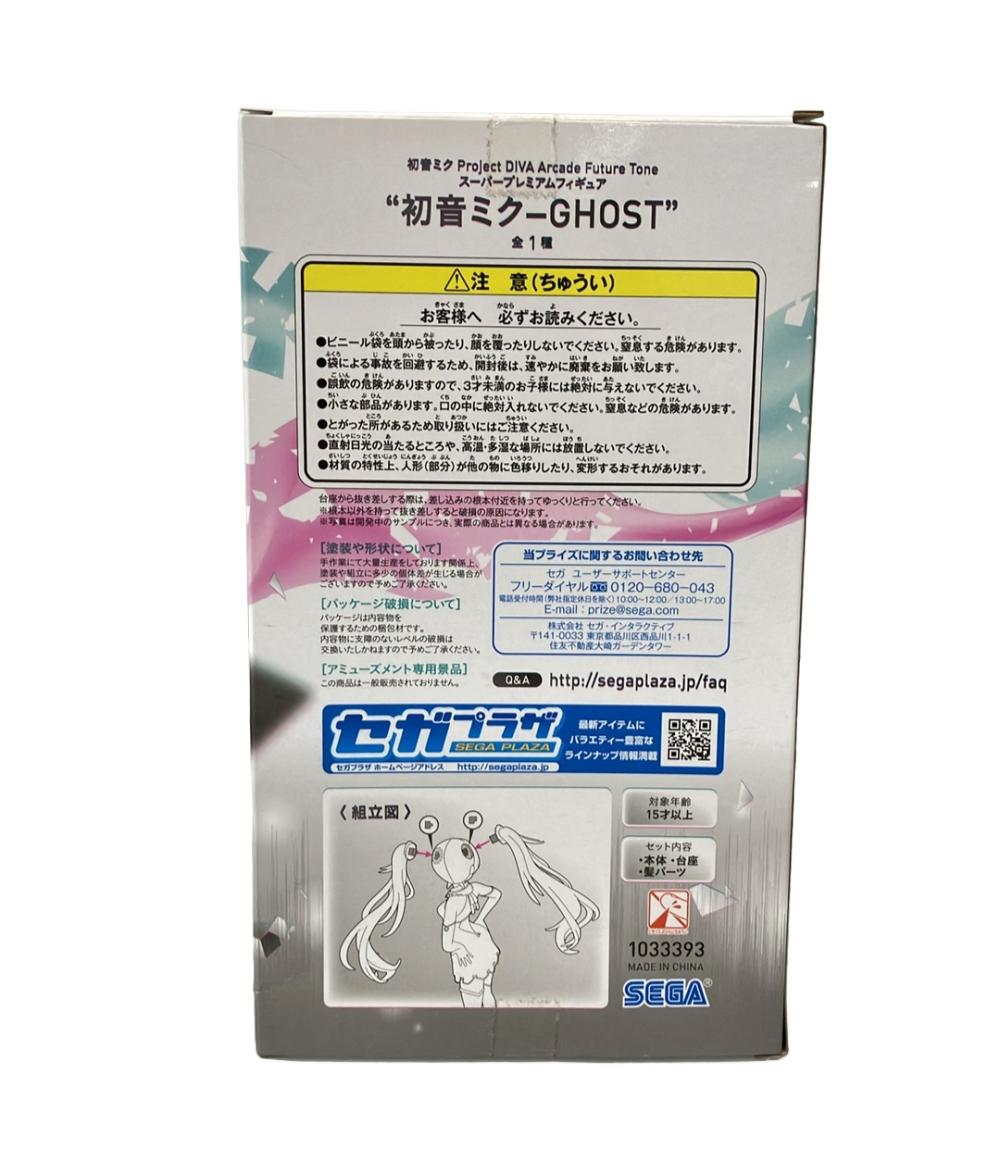 初音ミク Project DIVA Arcade Future Tone
スーパープレミアムフィギュア
“初音ミク–GHOST”
全1種
注 意(ちゅうい)
お客様へ 必ずお読みください。
●ビニール袋を頭から被ったり、顔を覆ったりしないでください。窒息する危険があります。
●袋による事故を回避するため、開封後は、速やかに廃棄をお願い致します。
●誤飲の危険がありますので、3才未満のお子様には絶対に与えないでください。
●小さな部品があります。口の中に絶対入れないでください。窒息などの危険があります。
●とがった所があるため取り扱いにはご注意ください。
●直射日光の当たるところや、高温・多湿な場所には放置しないでください。
●材質の特性上、人形(部分)が他の物に色移りしたり、変形するおそれがあります。
台座から抜き差しする際は、差し込みの根本付近を持ってゆっくりと行ってください。
※根本以外を持って抜き差しすると破損の原因になります。
※写真は開発中のサンプルにつき、実際の商品とは異なる場合があります。
[塗装や形状について]
手作業にて大量生産をしております関係上、
塗装や組立に多少の個体差が生じる場合が
ございますので予めご了承ください。
[パッケージ破損について]
パッケージは内容物を
保護するための梱包材です。
内容物に支障のないレベルの破損は
交換いたしかねますので予めご了承ください。
[アミューズメント専用景品]
この商品は一般販売されておりません。
当プライズに関するお問い合わせ先
セガ ユーザーサポートセンター
フリーダイヤル 0120-680-043
電話受付時間(弊社指定休日を除く)10:00~12:00/13:00~17:00
E-mail : prize@sega.com
株式会社 セガ・インタラクティブ
〒141-0033 東京都品川区西品川1-1-1
住友不動産大崎ガーデンタワー
Q&A http://segaplaza.jp/faq
セガプラザ
SEGA PLAZA
セガプラザ ホームページアドレス http://segaplaza.jp
最新アイテムに
バラエティー豊富な
ラインナップ情報満載
〈組立図〉
対象年齢
15才以上
セット内容
・本体・台座
・髪パーツ
1033393
MADE IN CHINA
SEGA®